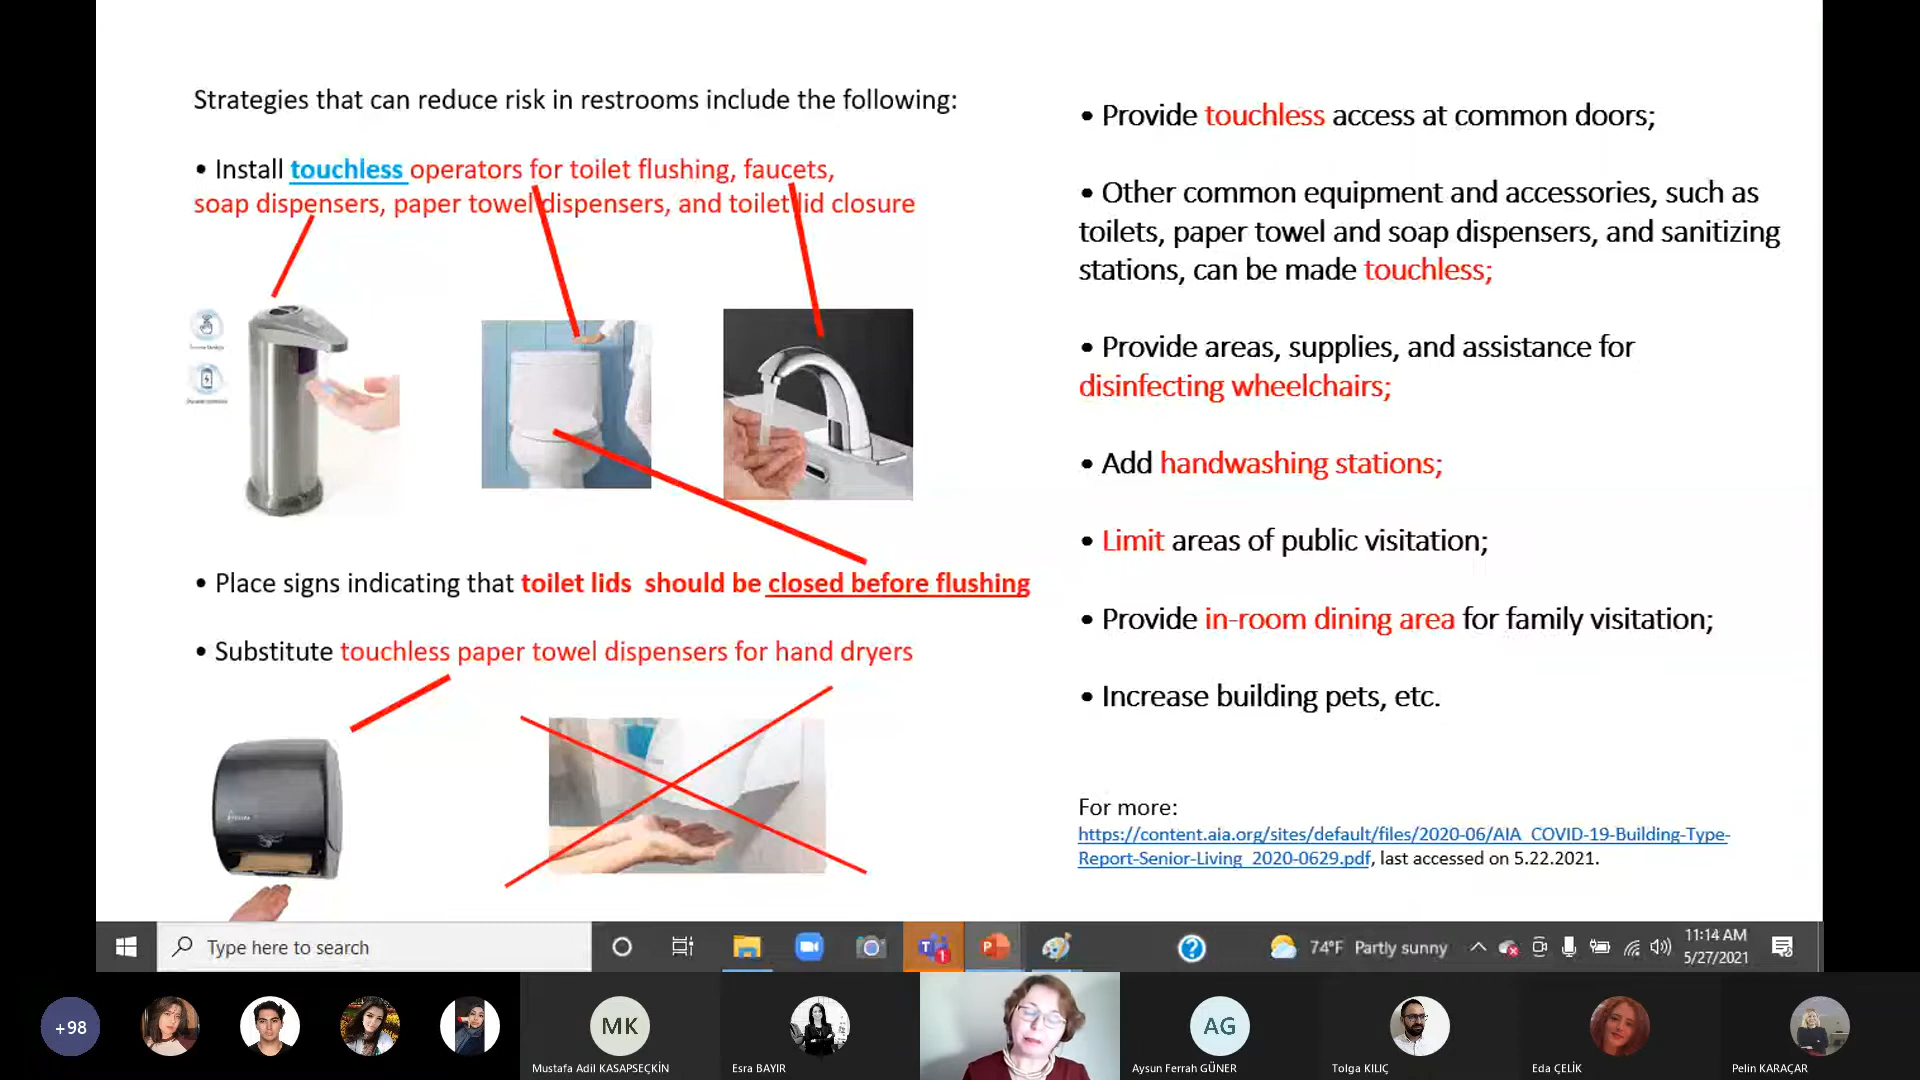 Strategies that can reduce risk in restrooms include the following:
• Install touchless operators for toilet flushing, faucets,
soap dispensers, paper towel dispensers, and toilet lid closure
• Place signs indicating that toilet lids  should be closed before flushing
• Substitute touchless paper towel dispensers for hand dryers
• Provide touchless access at common doors;
• Other common equipment and accessories, such as
toilets, paper towel and soap dispensers, and sanitizing
stations, can be made touchless;
• Provide areas, supplies, and assistance for
disinfecting wheelchairs;
• Add handwashing stations;
• Limit areas of public visitation;
• Provide in-room dining area for family visitation;
• Increase building pets, etc.
For more:
https://content.aia.org/sites/default/files/2020-06/AIA_COVID-19-Building-Type-
Report-Senior-Living_2020-0629.pdf, last accessed on 5.22.2021.
Type here to search
1
74°F Partly sunny
11:14 AM
5/27/2021
+98
MK
Mustafa Adil KASAPSEÇKİN
Esra BAYIR
AG
Aysun Ferrah GÜNER
Tolga KILIÇ
Eda ÇELİK
Pelin KARAÇAR